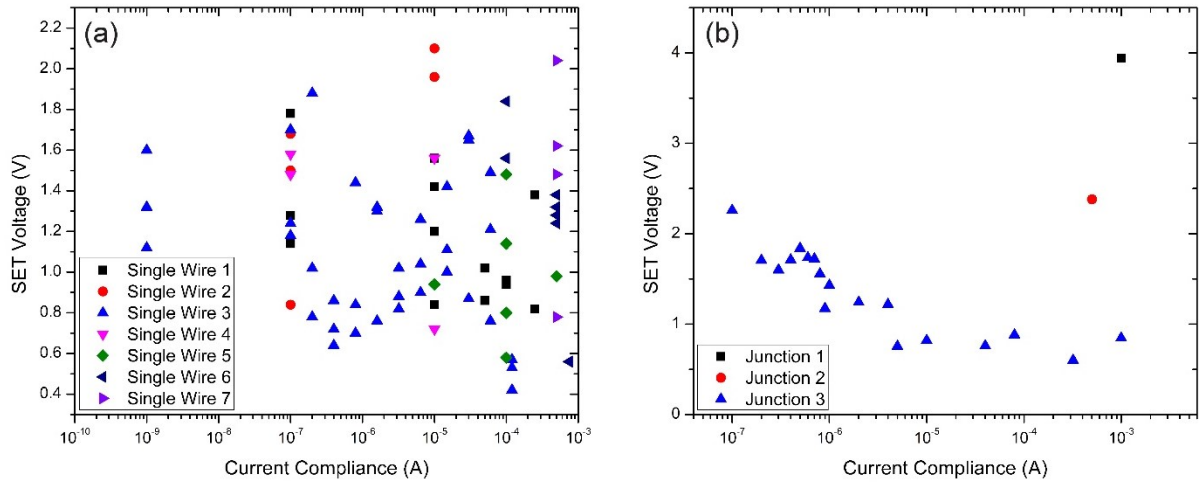 (a)
SET Voltage (V)
2.2
2.0
1.8
1.6
1.4
1.2
1.0
0.8
0.6
0.4
Single Wire 1
Single Wire 2
Single Wire 3
Single Wire 4
Single Wire 5
Single Wire 6
Single Wire 7
10⁻¹⁰ 10⁻⁹ 10⁻⁸ 10⁻⁷ 10⁻⁶ 10⁻⁵ 10⁻⁴ 10⁻³
Current Compliance (A)
(b)
SET Voltage (V)
4
3
2
1
0
Junction 1
Junction 2
Junction 3
10⁻⁷ 10⁻⁶ 10⁻⁵ 10⁻⁴ 10⁻³
Current Compliance (A)